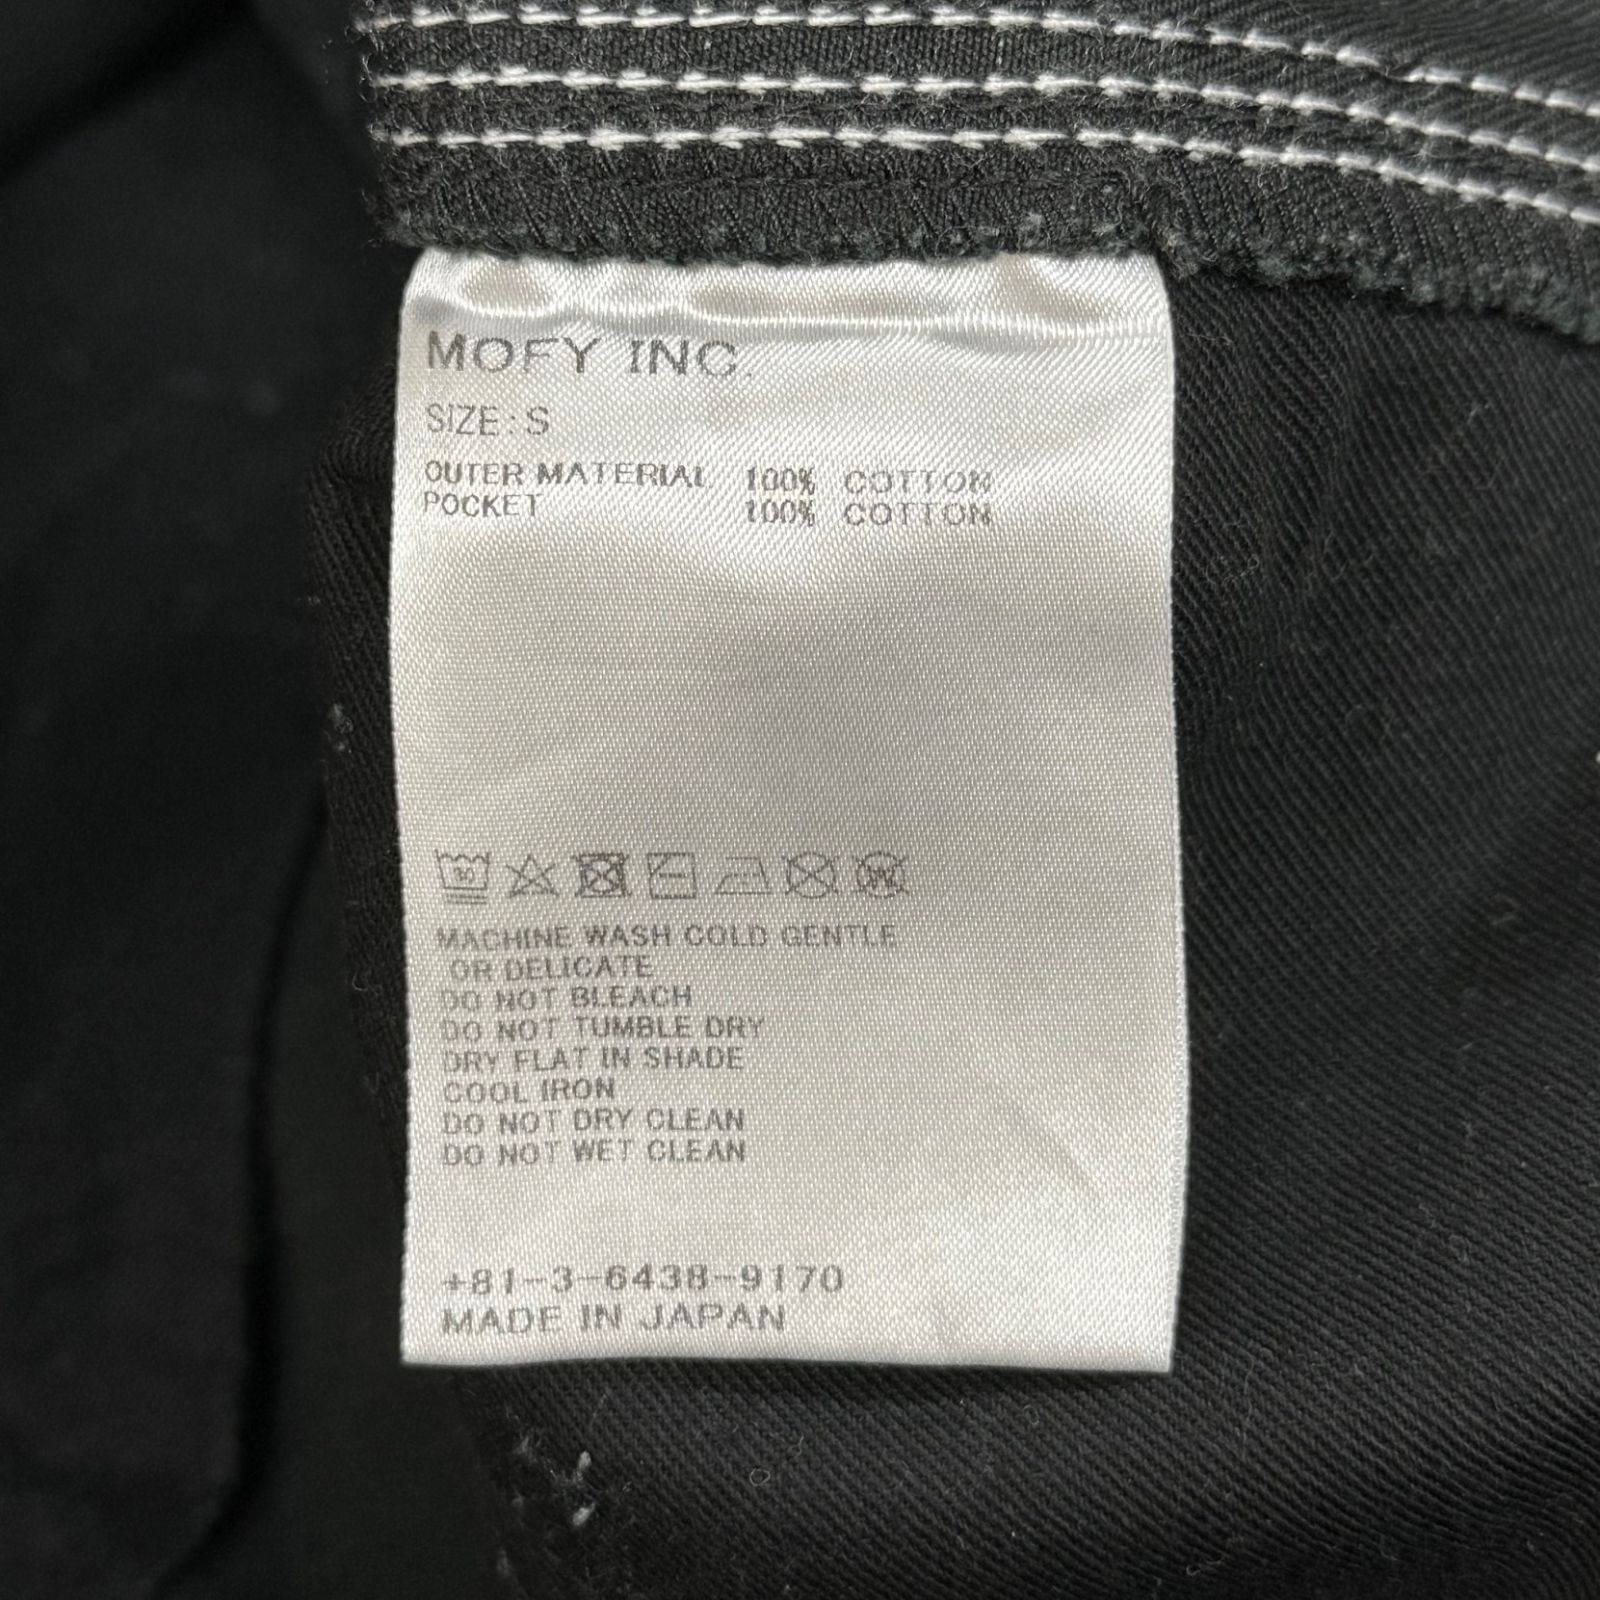 MOFY INC.
SIZE : S
OUTER MATERIAL 100% COTTON
POCKET 100% COTTON
30
W
MACHINE WASH COLD GENTLE
OR DELICATE
DO NOT BLEACH
DO NOT TUMBLE DRY
DRY FLAT IN SHADE
COOL IRON
DO NOT DRY CLEAN
DO NOT WET CLEAN
+81-3-6438-9170
MADE IN JAPAN